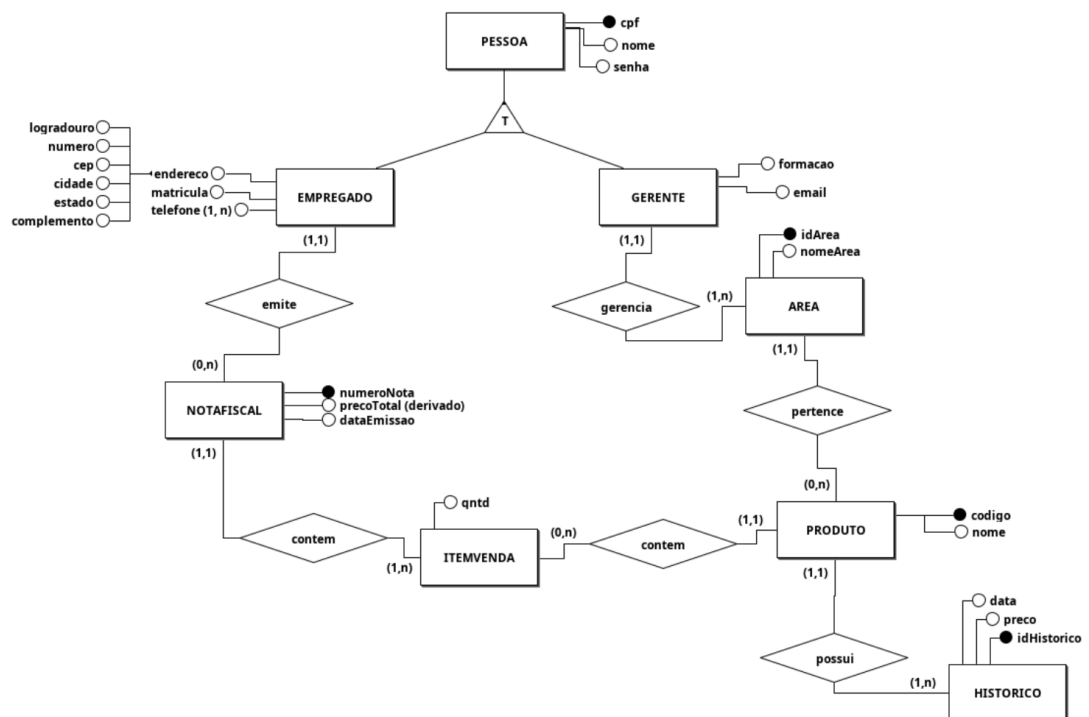 PESSOA
cpf
nome
senha
T
logradouro
numero
cep
cidade
estado
complemento
endereco
matricula
telefone (1, n)
EMPREGADO
GERENTE
formacao
email
(1,1)
(1,1)
idArea
nomeArea
emite
gerencia
(1,n)
AREA
(0,n)
(1,1)
NOTAFISCAL
numeroNota
precoTotal (derivado)
dataEmissao
pertence
(1,1)
(0,n)
qntd
contem
(1,n)
ITEMVENDA
(0,n)
contem
(1,1)
PRODUTO
codigo
nome
(1,1)
data
preco
idHistorico
possui
(1,n)
HISTORICO